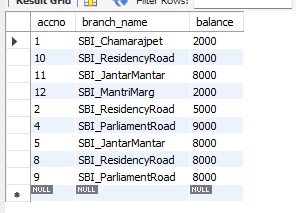 Result Grid Filter Rows:
accno branch_name balance
1 SBI_Chamarajpet 2000
10 SBI_ResidencyRoad 8000
11 SBI_JantarMantar 8000
12 SBI_MantriMarg 2000
2 SBI_ResidencyRoad 5000
4 SBI_ParliamentRoad 9000
5 SBI_JantarMandar 8000
8 SBI_ResidencyRoad 8000
9 SBI_ParliamentRoad 8000
NULL NULL NULL